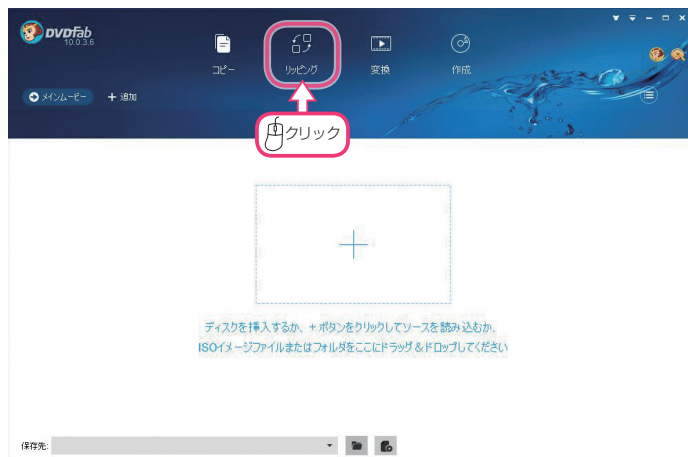 DVDFab
10.0.3.6
コピー
リッピング
変換
作成
メインムービー
+ 追加
クリック
ディスクを挿入するか、+ボタンをクリックしてソースを読み込むか、
ISOイメージファイルまたはフォルダをここにドラッグ&ドロップしてください
保存先: